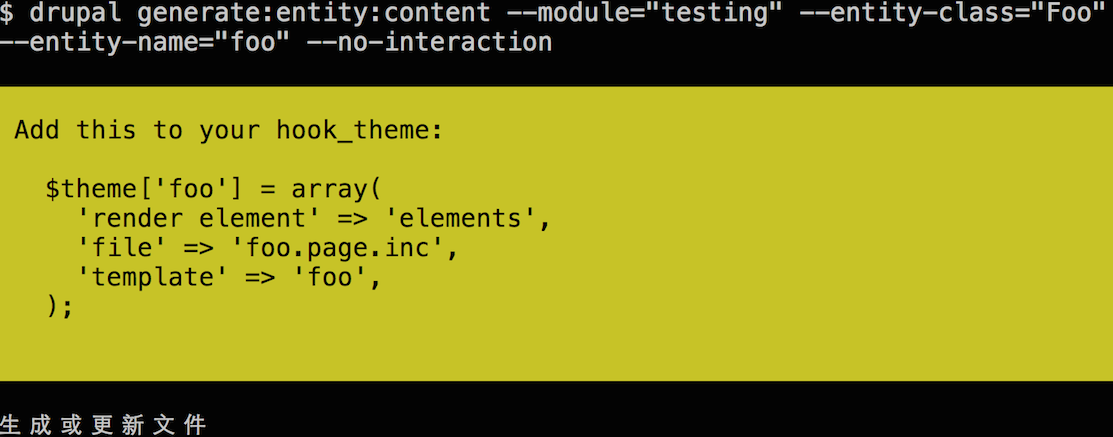 $ drupal generate:entity:content --module="testing" --entity-class="Foo"
--entity-name="foo" --no-interaction
Add this to your hook_theme:
$theme['foo'] = array(
'render element' => 'elements',
'file' => 'foo.page.inc',
'template' => 'foo',
);
生成或更新文件